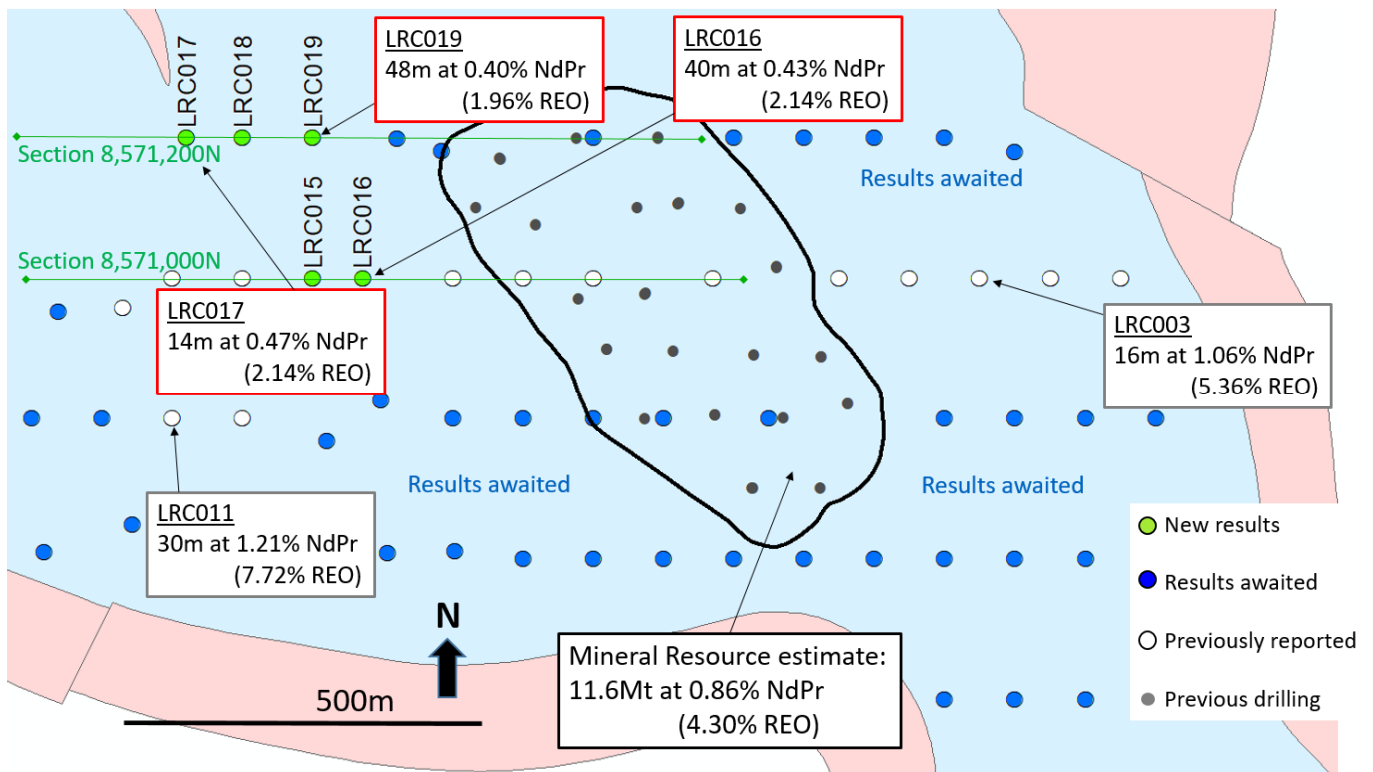 LRC017
LRC018
LRC019
LRC019
48m at 0.40% NdPr
(1.96% REO)
LRC016
40m at 0.43% NdPr
(2.14% REO)
Section 8,571,200N
Results awaited
LRC015
LRC016
Section 8,571,000N
LRC017
14m at 0.47% NdPr
(2.14% REO)
LRC003
16m at 1.06% NdPr
(5.36% REO)
Results awaited
Results awaited
LRC011
30m at 1.21% NdPr
(7.72% REO)
New results
Results awaited
Previously reported
Previous drilling
N
500m
Mineral Resource estimate:
11.6Mt at 0.86% NdPr
(4.30% REO)